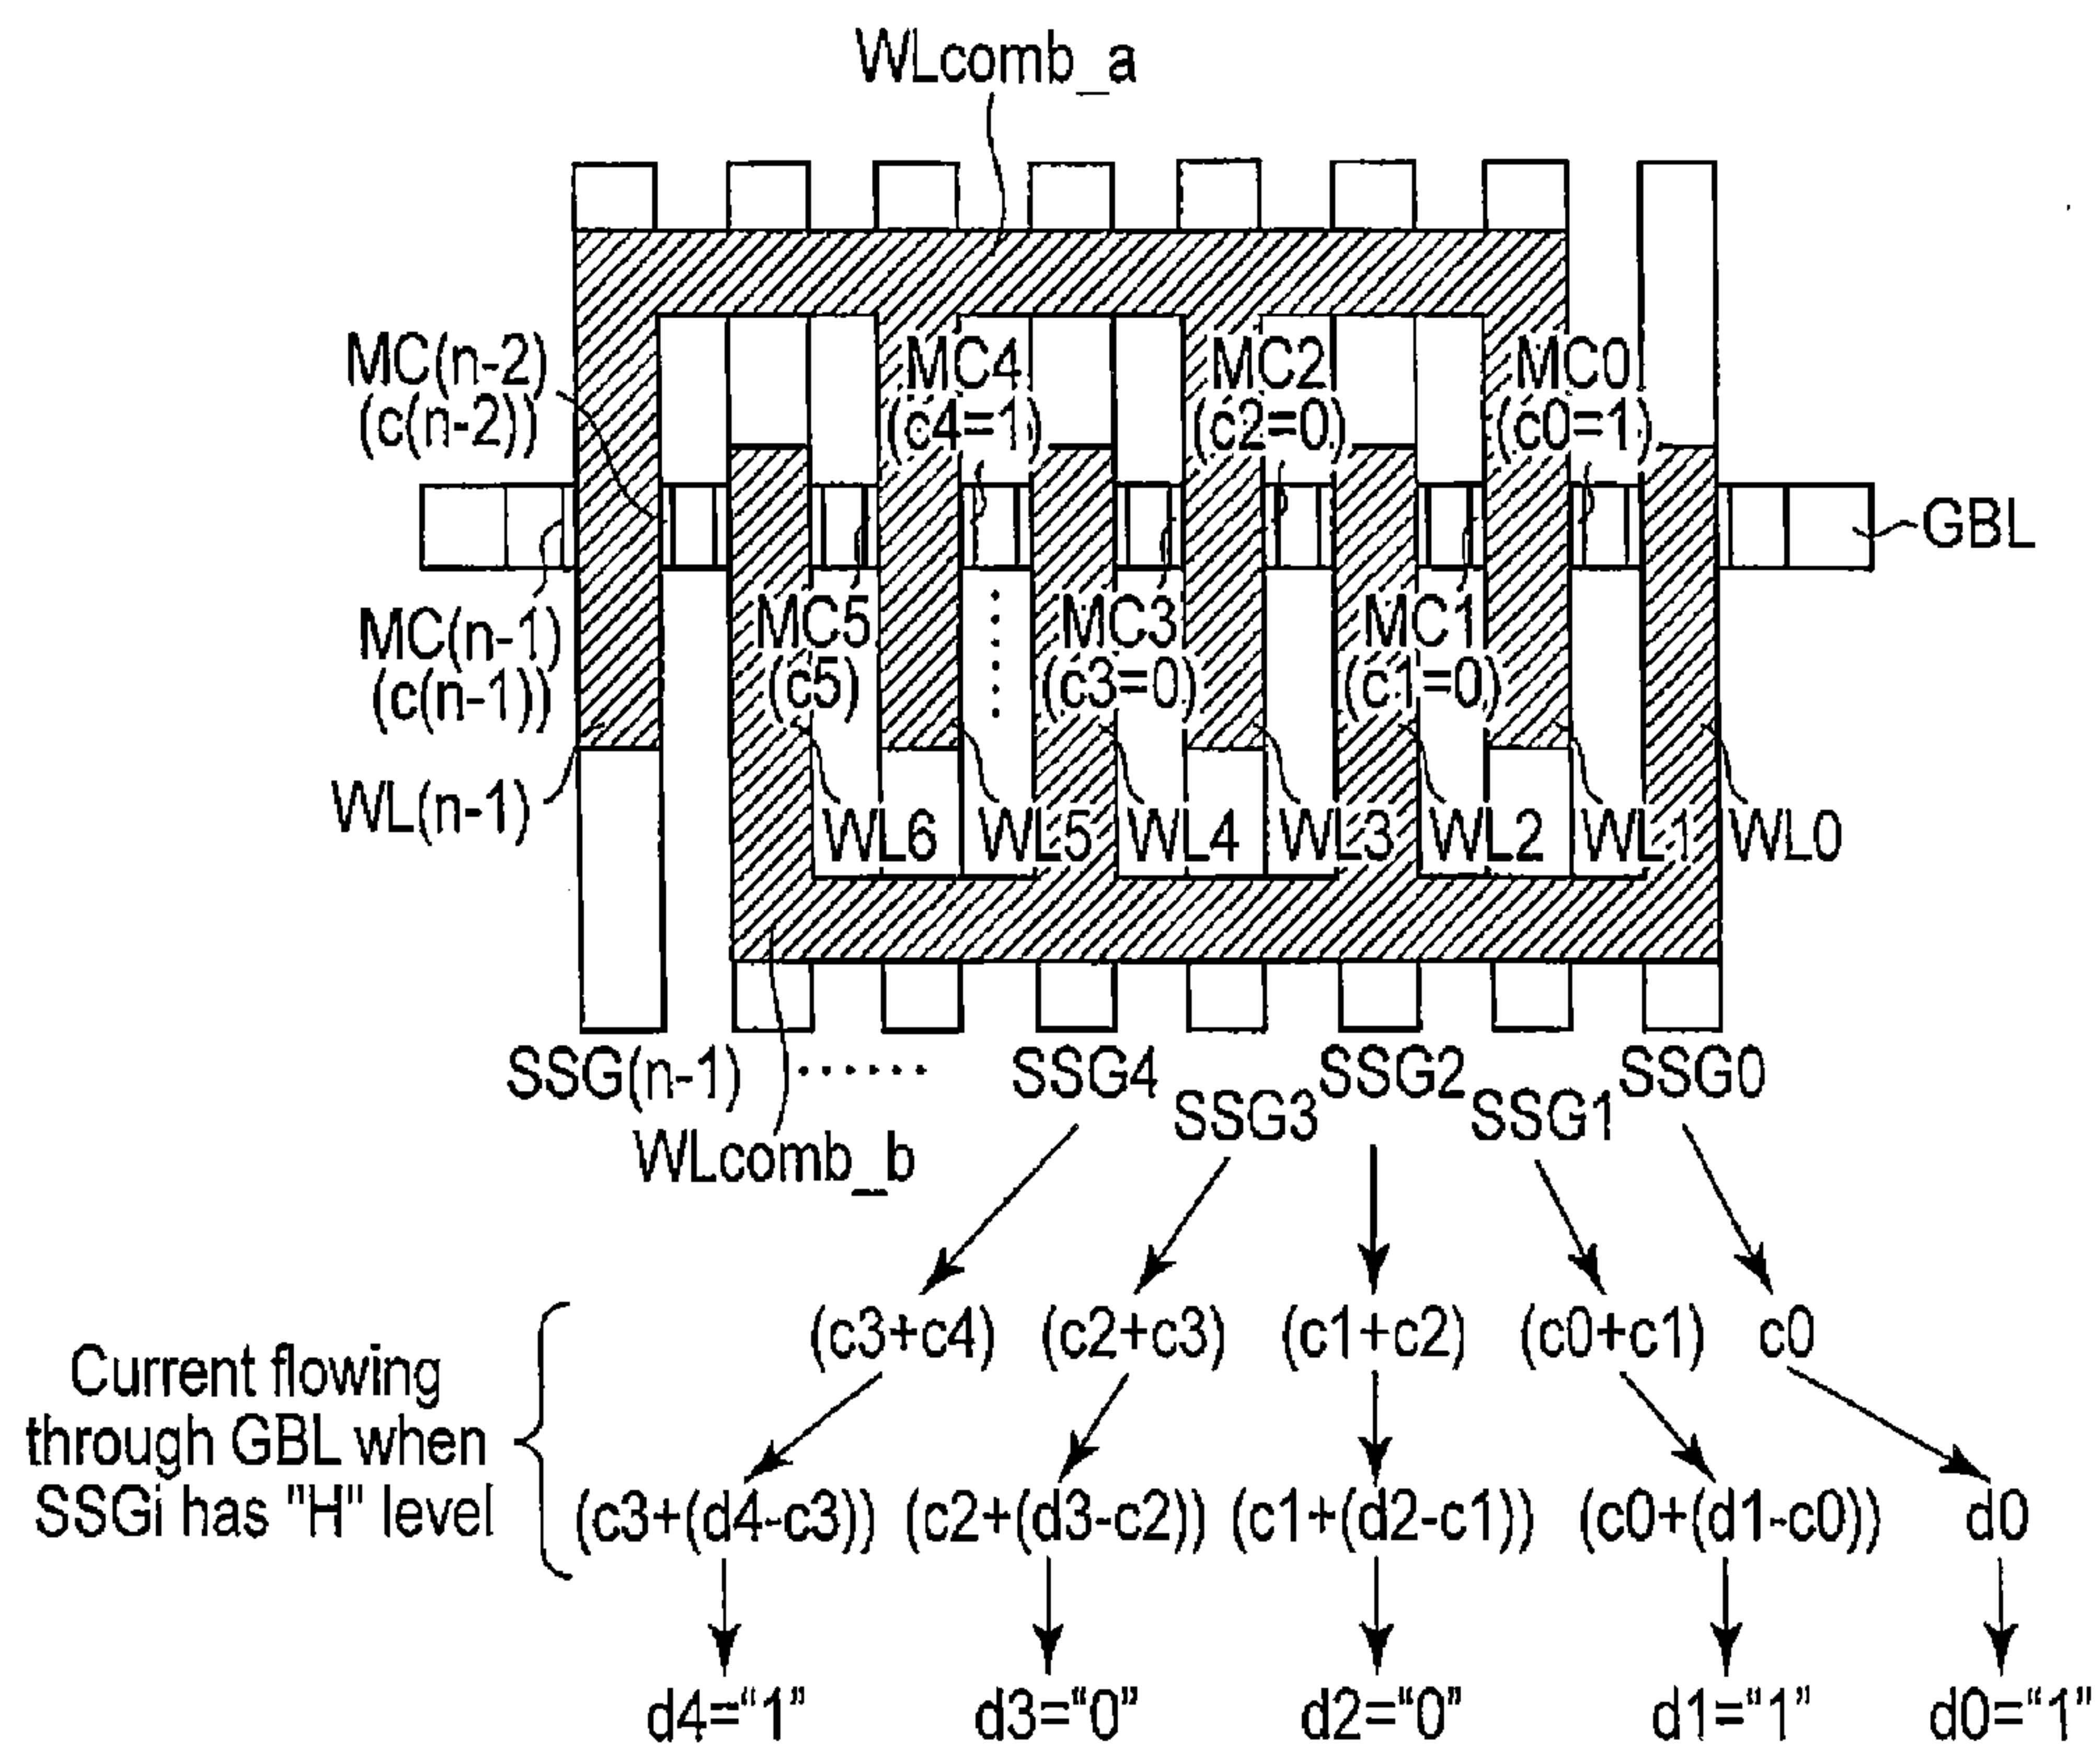 WLcomb_a
MC(n-2)
(c(n-2))
MC4
(c4=1)
MC2
(c2=0)
MC0
(c0=1)
GBL
MC(n-1)
(c(n-1))
MC5
(c5)
MC3
(c3=0)
MC1
(c1=0)
WL(n-1)
WL6 WL5 WL4 WL3 WL2 WL1 WL0
SSG(n-1) ...... SSG4 SSG3 SSG2 SSG1 SSG0
WLcomb_b
(c3+c4) (c2+c3) (c1+c2) (c0+c1) c0
Current flowing
through GBL when
SSGi has "H" level
(c3+(d4-c3)) (c2+(d3-c2)) (c1+(d2-c1)) (c0+(d1-c0)) d0
d4=“1” d3=“0” d2=“0” d1=“1” d0=“1”